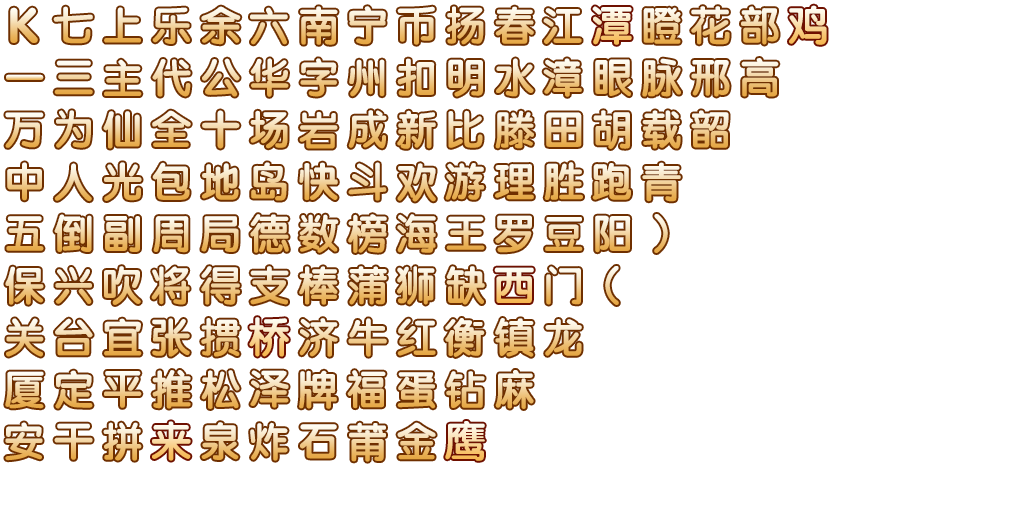 K七上乐余六南宁币扬春江潭瞪花部鸡
一三主代公华字州扣明水漳眼脉邢高
万为仙全十场岩成新比滕田胡载韶
中人光包地岛快斗欢游理胜跑青
五倒副周局德数榜海王罗豆阳）
保兴吹将得支棒蒲狮缺西门（
关台宜张掼桥济牛红衡镇龙
厦定平推松泽牌福蛋钻麻
安干拼来泉炸石莆金鹰